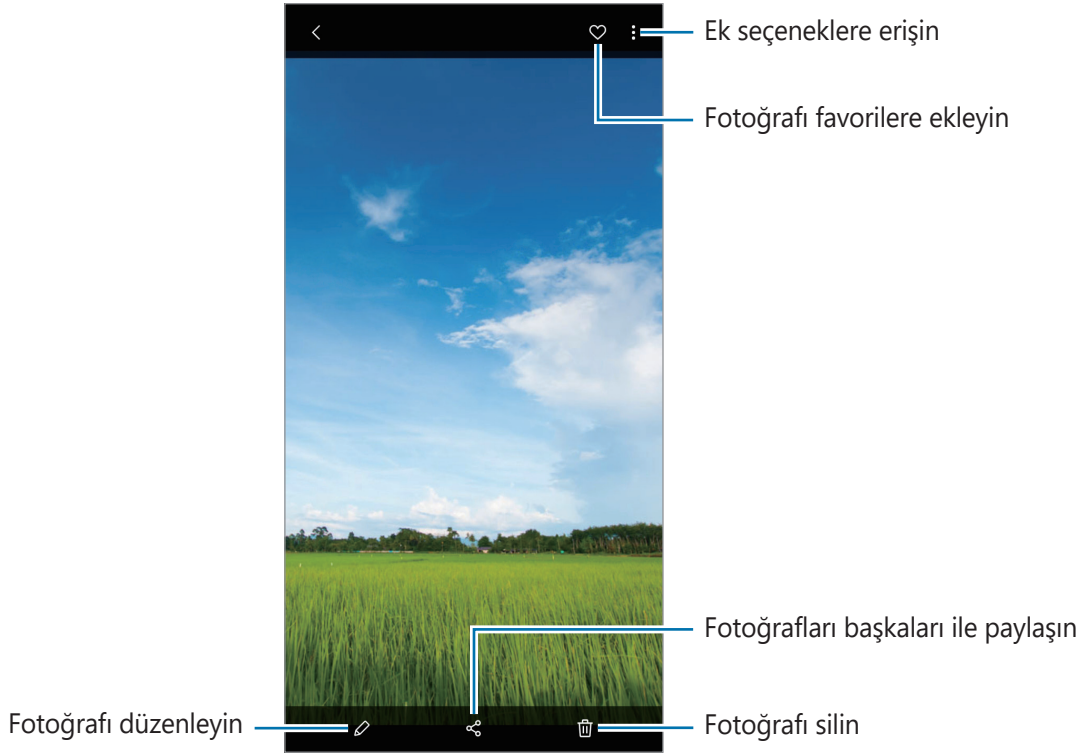 Ek seçeneklere erişin
Fotoğrafı favorilere ekleyin
Fotoğrafları başkaları ile paylaşın
Fotoğrafı düzenleyin
Fotoğrafı silin